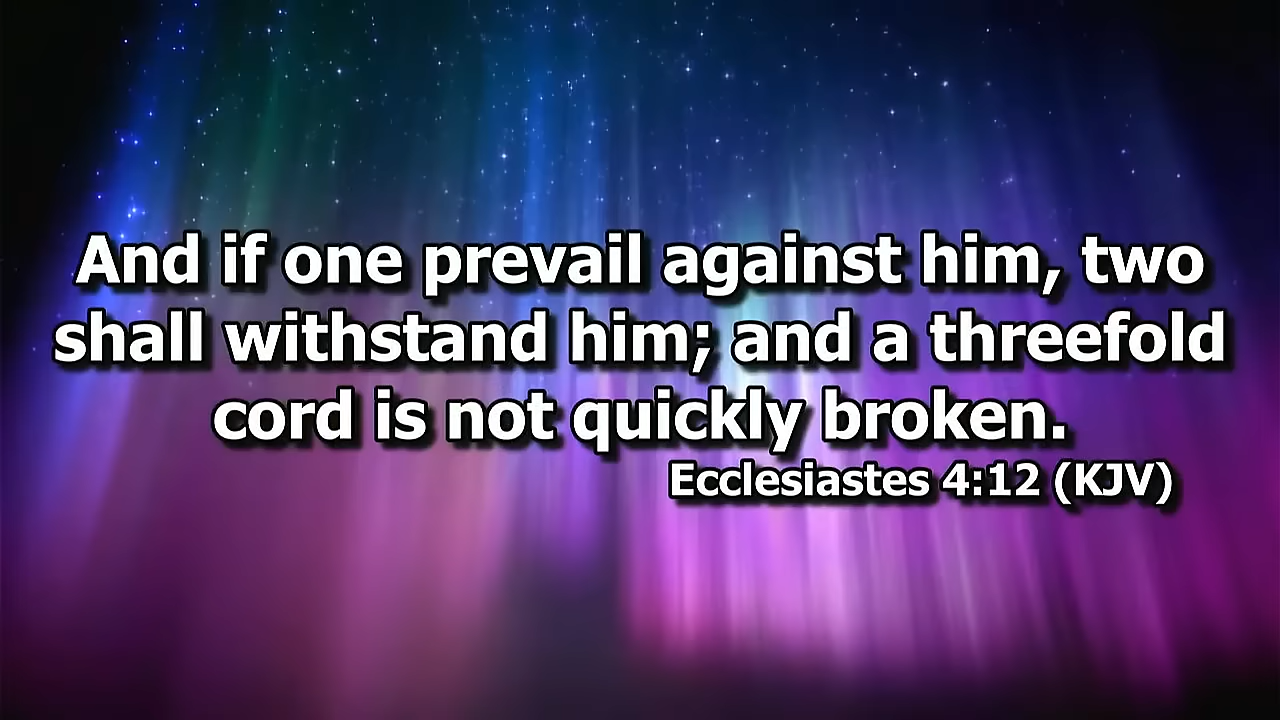 And if one prevail against him, two
shall withstand him; and a threefold
cord is not quickly broken.
Ecclesiastes 4:12 (KJV)